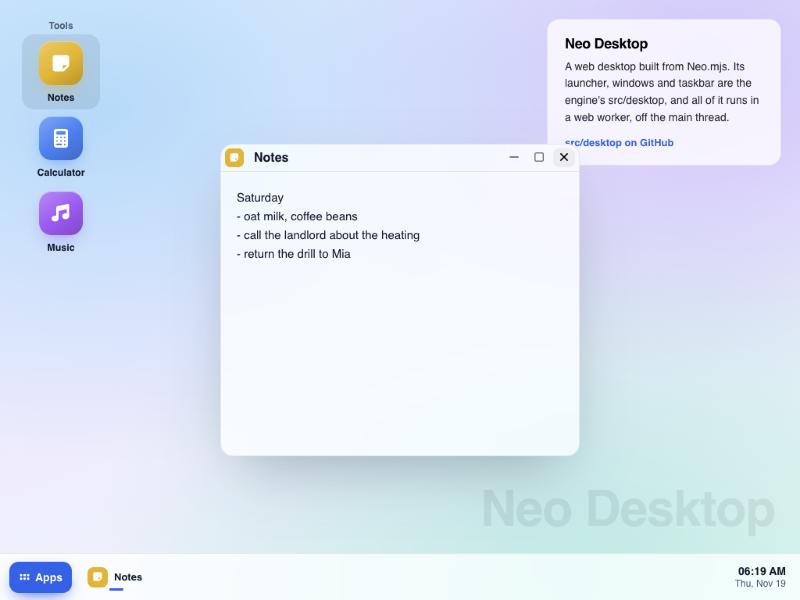 Tools
Notes
Calculator
Music
Neo Desktop
A web desktop built from Neo.mjs. Its
launcher, windows and taskbar are the
engine's src/desktop, and all of it runs in
a web worker, off the main thread.
src/desktop on GitHub
Notes
Saturday
- oat milk, coffee beans
- call the landlord about the heating
- return the drill to Mia
Neo Desktop
Apps
Notes
06:19 AM
Thu, Nov 19